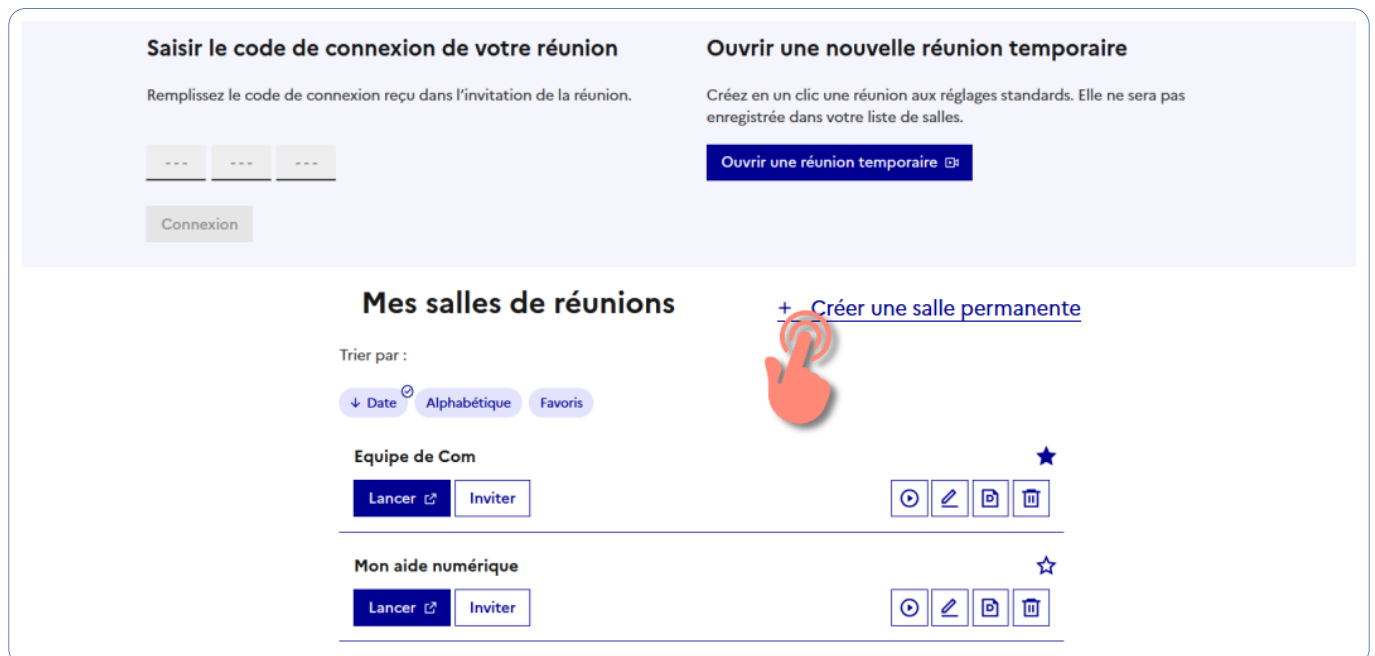 Saisir le code de connexion de votre réunion
Remplissez le code de connexion reçu dans l'invitation de la réunion.
--- --- ---
Connexion
Ouvrir une nouvelle réunion temporaire
Créez en un clic une réunion aux réglages standards. Elle ne sera pas
enregistrée dans votre liste de salles.
Ouvrir une réunion temporaire
Mes salles de réunions
+ Créer une salle permanente
Trier par :
↓ Date Alphabétique Favoris
Equipe de Com
Lancer Inviter
Mon aide numérique
Lancer Inviter